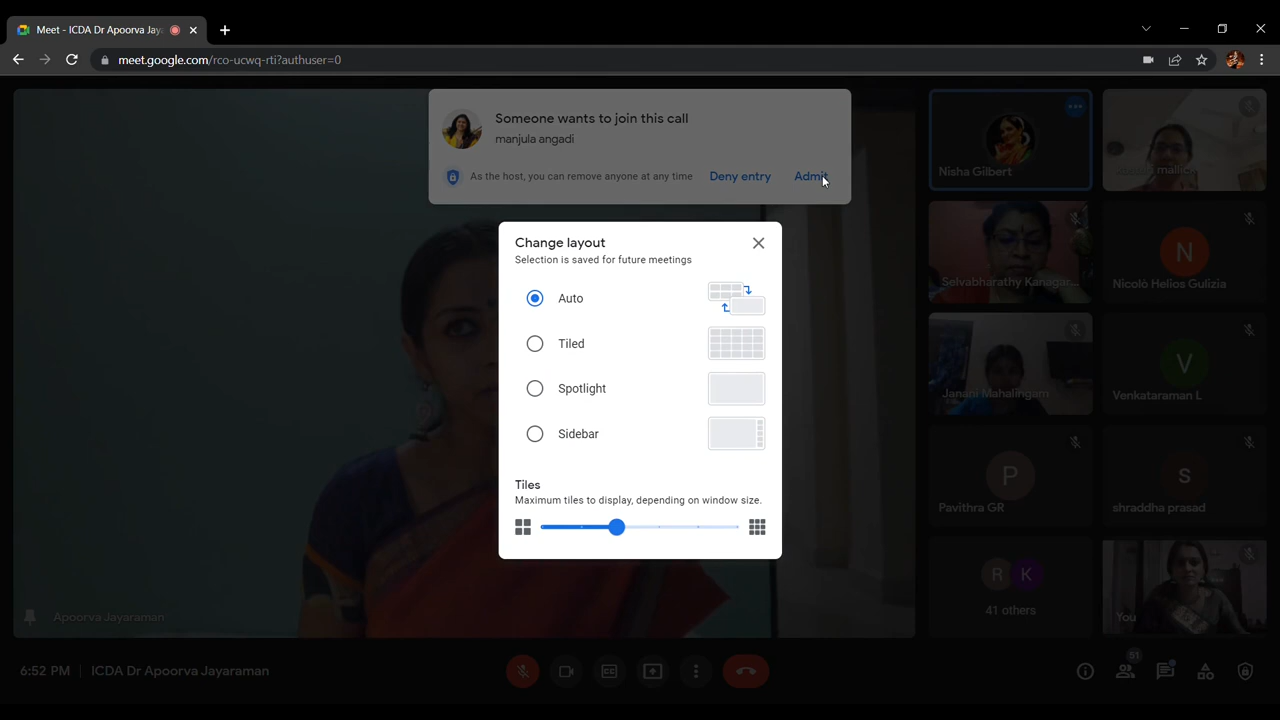 Meet - ICDA Dr Apoorva Jay
meet.google.com/rco-ucwq-rti?authuser=0
Someone wants to join this call
manjula angadi
As the host, you can remove anyone at any time
Deny entry
Admit
Change layout
Selection is saved for future meetings
Auto
Tiled
Spotlight
Sidebar
Tiles
Maximum tiles to display, depending on window size.
Nisha Gilbert
mallick
Selvabharathy Kanagar...
N
Nicolò Helios Gulizia
Janani Mahalingam
V
Venkataraman L
P
Pavithra GR
s
shraddha prasad
R K
41 others
You
Apoorva Jayaraman
6:52 PM | ICDA Dr Apoorva Jayaraman
CC
51